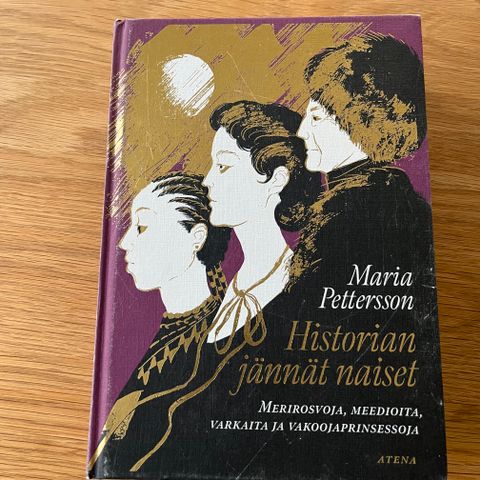 Maria
Pettersson
Historian
jännät naiset
Merirosvoja, meedioita,
varkaita ja vakoojaprinsessoja
ATENA